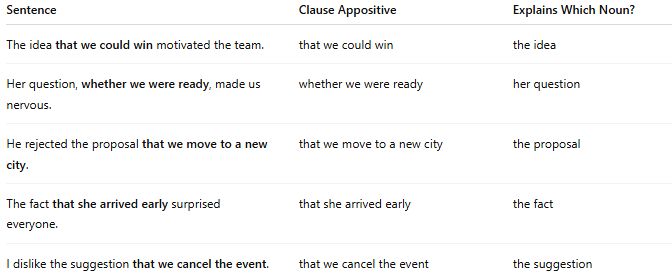 Sentence Clause Appositive Explains Which Noun?
The idea that we could win motivated the team. that we could win the idea
Her question, whether we were ready, made us whether we were ready her question
nervous.
He rejected the proposal that we move to a new that we move to a new city the proposal
city.
The fact that she arrived early surprised that she arrived early the fact
everyone.
I dislike the suggestion that we cancel the event. that we cancel the event the suggestion